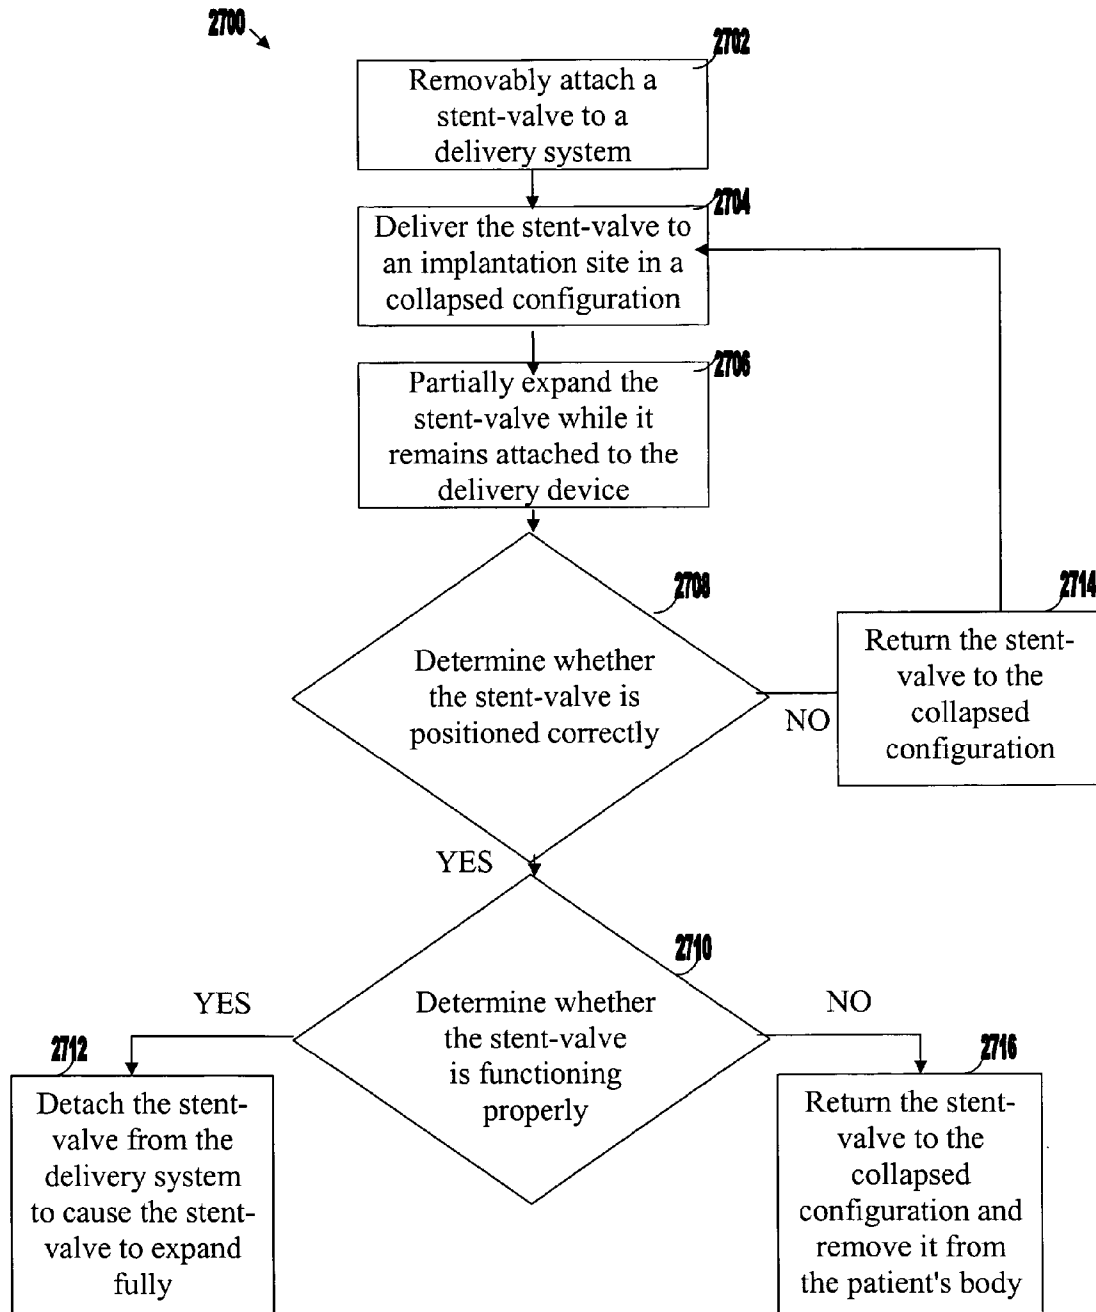 2700
2702
Removably attach a
stent-valve to a
delivery system
2704
Deliver the stent-valve to
an implantation site in a
collapsed configuration
2706
Partially expand the
stent-valve while it
remains attached to the
delivery device
2708
Determine whether
the stent-valve is
positioned correctly
NO
2714
Return the stent-
valve to the
collapsed
configuration
YES
2710
Determine whether
the stent-valve
is functioning
properly
YES
NO
2712
Detach the stent-
valve from the
delivery system
to cause the stent-
valve to expand
fully
2716
Return the stent-
valve to the
collapsed
configuration and
remove it from
the patient's body